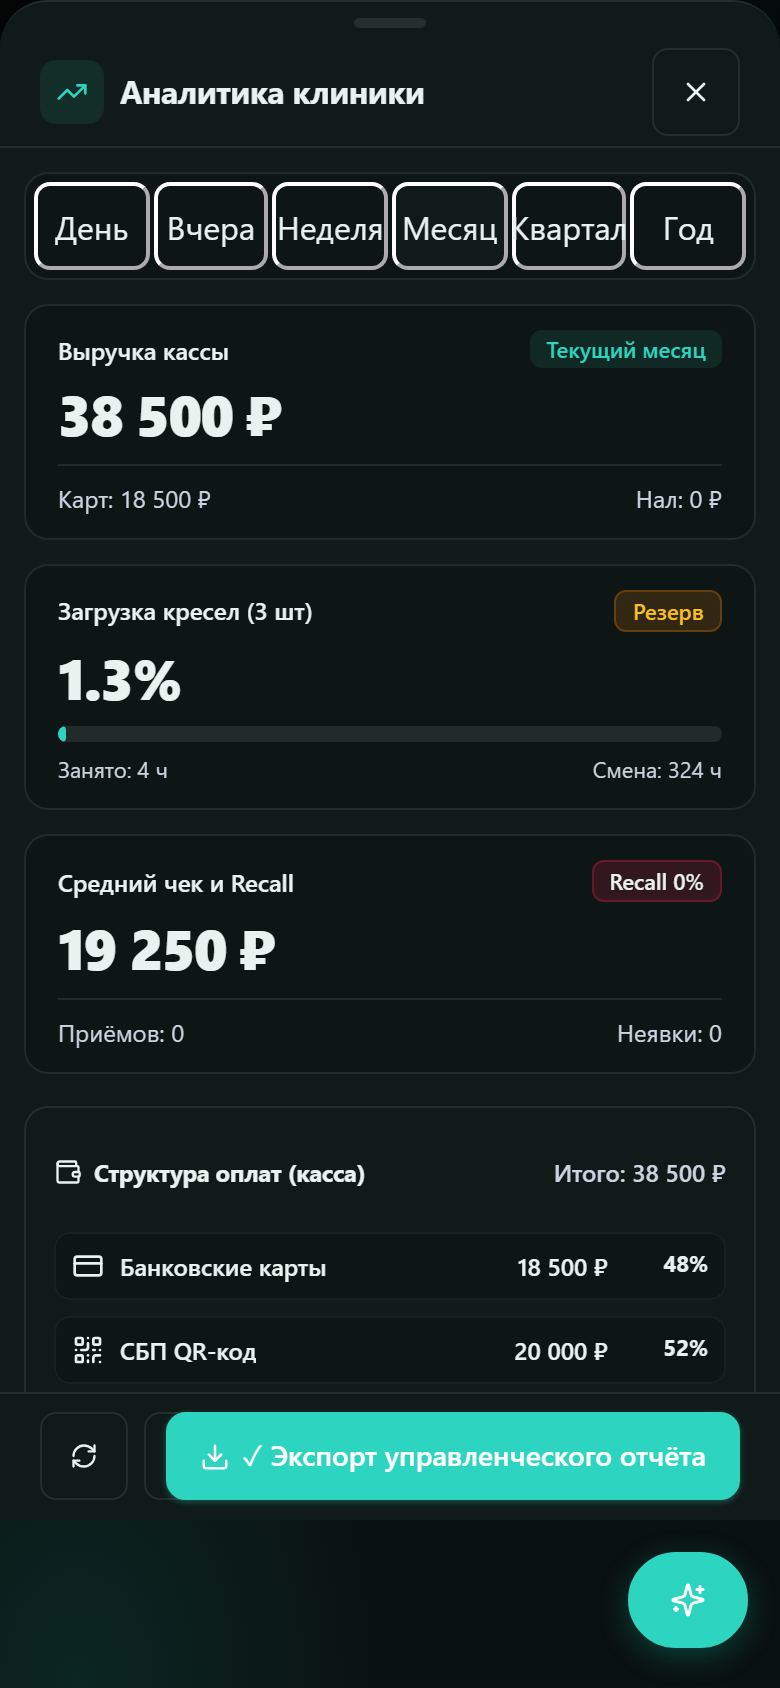 Аналитика клиники
День Вчера Неделя Месяц Квартал Год
Выручка кассы Текущий месяц
38 500 ₽
Карт: 18 500 ₽ Нал: 0 ₽
Загрузка кресел (3 шт) Резерв
1.3%
Занято: 4 ч Смена: 324 ч
Средний чек и Recall Recall 0%
19 250 ₽
Приёмов: 0 Неявки: 0
Структура оплат (касса) Итого: 38 500 ₽
Банковские карты 18 500 ₽ 48%
СБП QR-код 20 000 ₽ 52%
✓ Экспорт управленческого отчёта